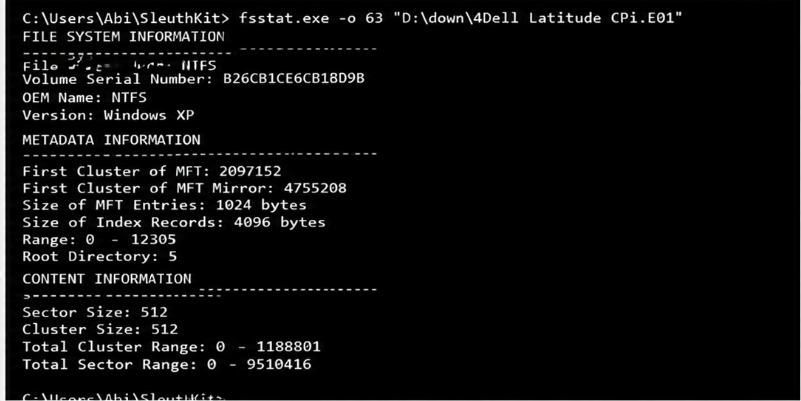 C:\Users\Abi\SleuthKit> fsstat.exe -o 63 "D:\down\4Dell Latitude CPi.E01"
FILE SYSTEM INFORMATION
--------------------------------------------
File NTFS
Volume Serial Number: B26CB1CE6CB18D9B
OEM Name: NTFS
Version: Windows XP
METADATA INFORMATION
--------------------------------------------
First Cluster of MFT: 2097152
First Cluster of MFT Mirror: 4755208
Size of MFT Entries: 1024 bytes
Size of Index Records: 4096 bytes
Range: 0 - 12305
Root Directory: 5
CONTENT INFORMATION
--------------------------------------------
Sector Size: 512
Cluster Size: 512
Total Cluster Range: 0 - 1188801
Total Sector Range: 0 - 9510416
C:\Users\Abi\SleuthKit>